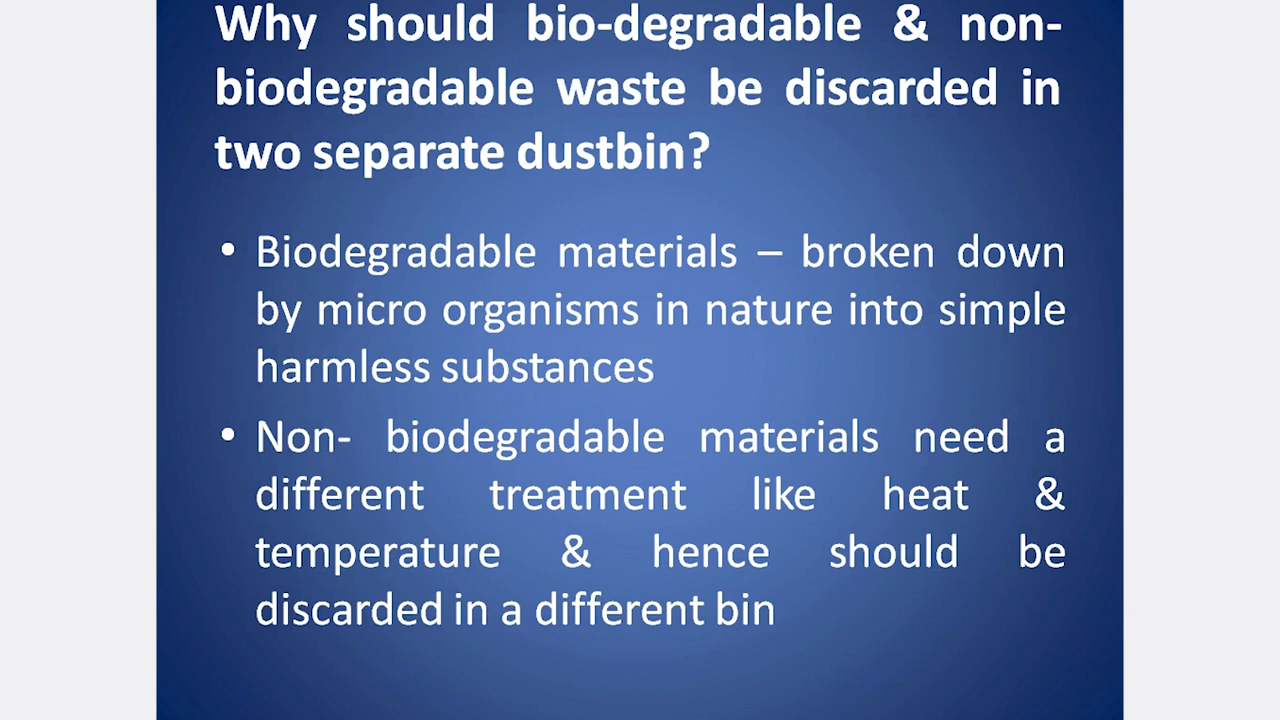 Why should bio-degradable & non-
biodegradable waste be discarded in
two separate dustbin?
• Biodegradable materials – broken down
by micro organisms in nature into simple
harmless substances
• Non- biodegradable materials need a
different treatment like heat &
temperature & hence should be
discarded in a different bin